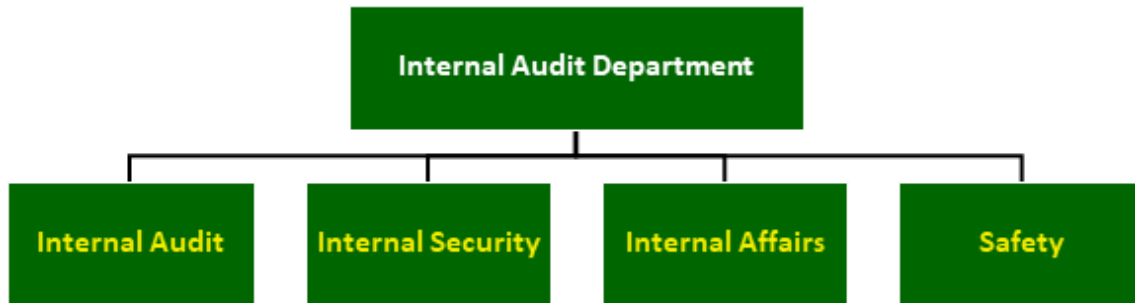 Internal Audit Department
Internal Audit
Internal Security
Internal Affairs
Safety